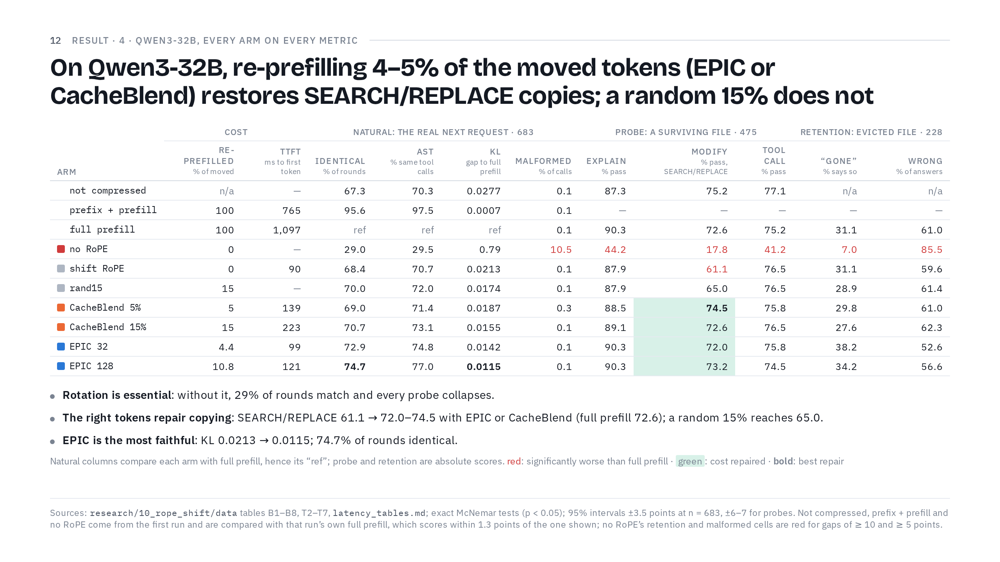 12 RESULT · 4 · QWEN3-32B, EVERY ARM ON EVERY METRIC
On Qwen3-32B, re-prefilling 4–5% of the moved tokens (EPIC or
CacheBlend) restores SEARCH/REPLACE copies; a random 15% does not
COST NATURAL: THE REAL NEXT REQUEST · 683 PROBE: A SURVIVING FILE · 475 RETENTION: EVICTED FILE · 228
RE- TTFT AST KL MODIFY TOOL
PREFILLED ms to first IDENTICAL % same tool gap to full MALFORMED EXPLAIN % pass, CALL “GONE” WRONG
ARM % of moved token % of rounds calls prefill % of calls % pass SEARCH/REPLACE % pass % says so % of answers
not compressed n/a — 67.3 70.3 0.0277 0.1 87.3 75.2 77.1 n/a n/a
prefix + prefill 100 765 95.6 97.5 0.0007 0.1 — — — — —
full prefill 100 1,097 ref ref ref 0.1 90.3 72.6 75.2 31.1 61.0
no RoPE 0 — 29.0 29.5 0.79 10.5 44.2 17.8 41.2 7.0 85.5
shift RoPE 0 90 68.4 70.7 0.0213 0.1 87.9 61.1 76.5 31.1 59.6
rand15 15 — 70.0 72.0 0.0174 0.1 87.9 65.0 76.5 28.9 61.4
CacheBlend 5% 5 139 69.0 71.4 0.0187 0.3 88.5 74.5 75.8 29.8 61.0
CacheBlend 15% 15 223 70.7 73.1 0.0155 0.1 89.1 72.6 76.5 27.6 62.3
EPIC 32 4.4 99 72.9 74.8 0.0142 0.1 90.3 72.0 75.8 38.2 52.6
EPIC 128 10.8 121 74.7 77.0 0.0115 0.1 90.3 73.2 74.5 34.2 56.6
• Rotation is essential: without it, 29% of rounds match and every probe collapses.
• The right tokens repair copying: SEARCH/REPLACE 61.1 → 72.0–74.5 with EPIC or CacheBlend (full prefill 72.6); a random 15% reaches 65.0.
• EPIC is the most faithful: KL 0.0213 → 0.0115; 74.7% of rounds identical.
Natural columns compare each arm with full prefill, hence its “ref”; probe and retention are absolute scores. red: significantly worse than full prefill · green: cost repaired · bold: best repair
Sources: research/10_rope_shift/data tables B1–B8, T2–T7, latency_tables.md; exact McNemar tests (p < 0.05); 95% intervals ±3.5 points at n = 683, ±6–7 for probes. Not compressed, prefix + prefill and
no RoPE come from the first run and are compared with that run’s own full prefill, which scores within 1.3 points of the one shown; no RoPE’s retention and malformed cells are red for gaps of ≥ 10 and ≥ 5 points.